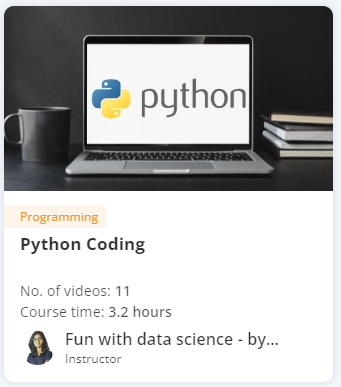 python
Programming
Python Coding
No. of videos: 11
Course time: 3.2 hours
Fun with data science - by...
Instructor